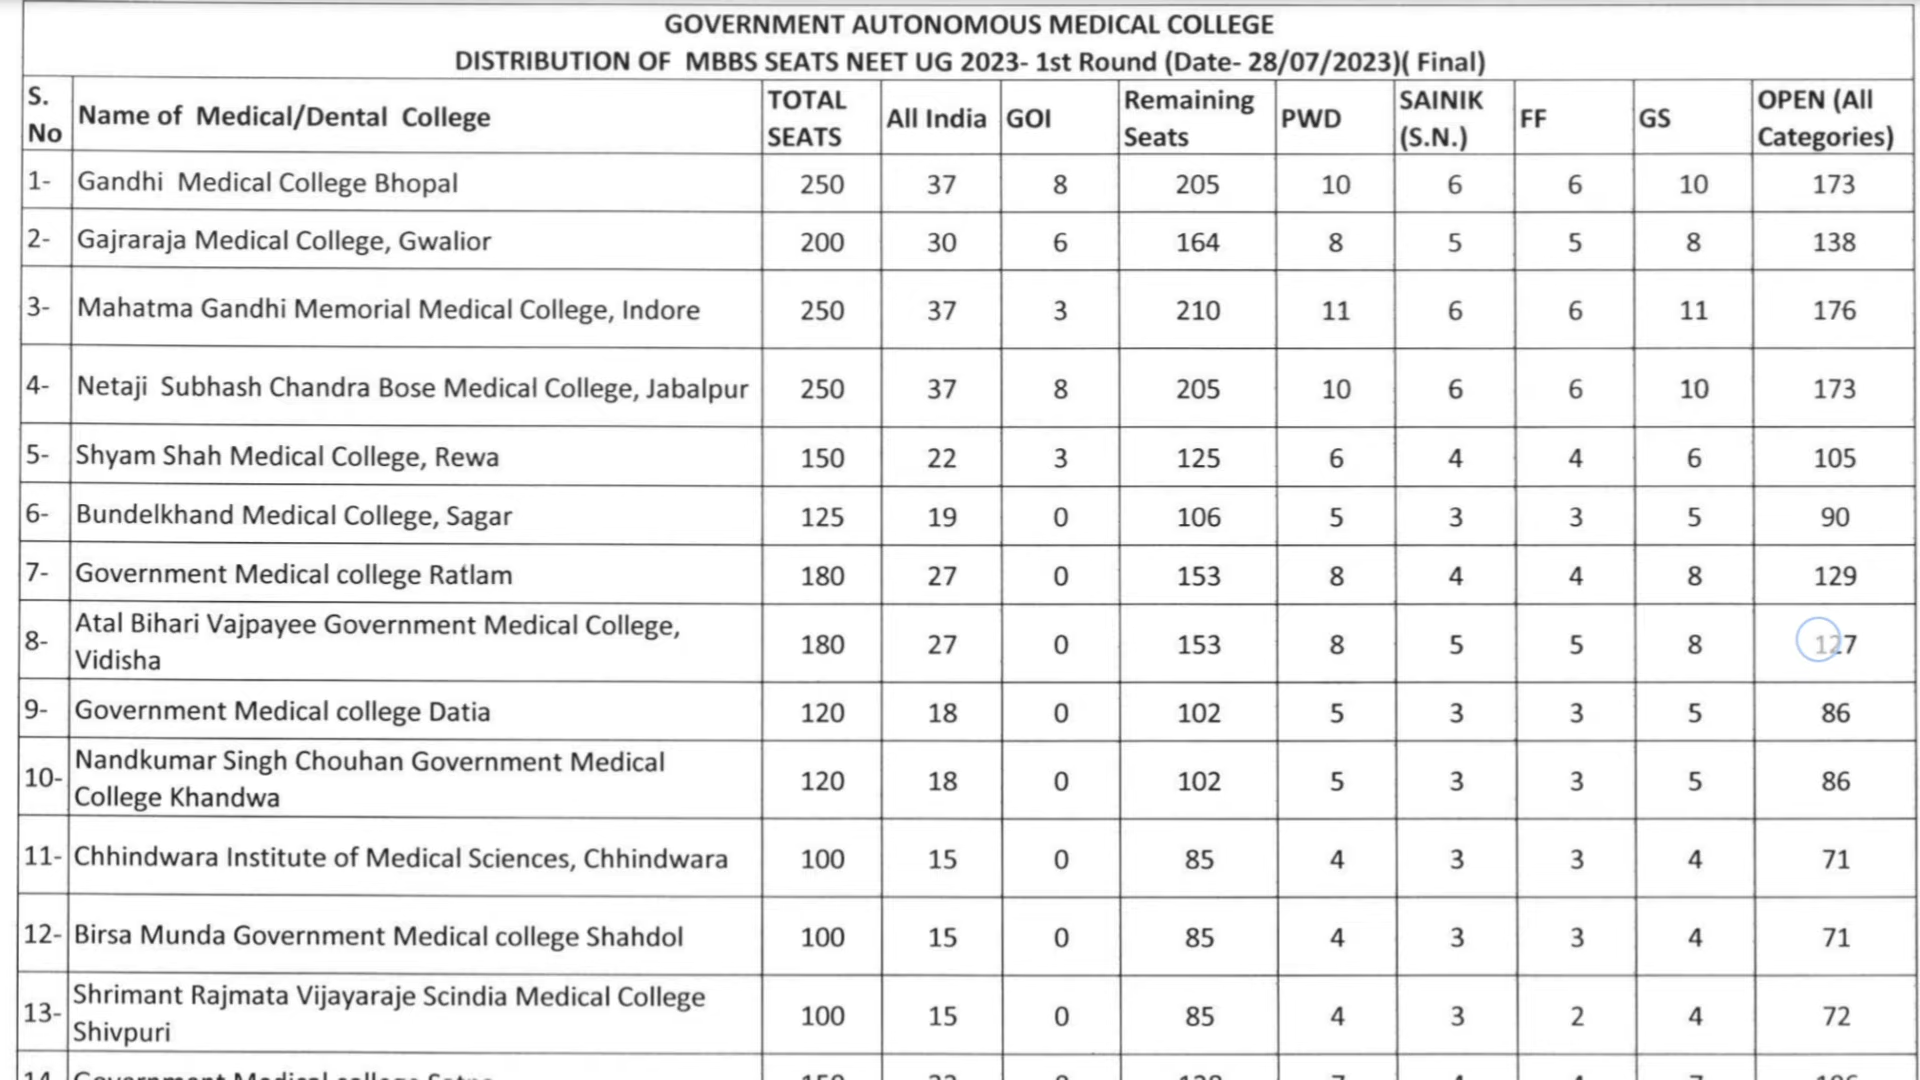 GOVERNMENT AUTONOMOUS MEDICAL COLLEGE
DISTRIBUTION OF MBBS SEATS NEET UG 2023- 1st Round (Date- 28/07/2023)( Final)
S. No Name of Medical/Dental College TOTAL SEATS All India GOI Remaining Seats PWD SAINIK (S.N.) FF GS OPEN (All Categories)
1- Gandhi Medical College Bhopal 250 37 8 205 10 6 6 10 173
2- Gajraraja Medical College, Gwalior 200 30 6 164 8 5 5 8 138
3- Mahatma Gandhi Memorial Medical College, Indore 250 37 3 210 11 6 6 11 176
4- Netaji Subhash Chandra Bose Medical College, Jabalpur 250 37 8 205 10 6 6 10 173
5- Shyam Shah Medical College, Rewa 150 22 3 125 6 4 4 6 105
6- Bundelkhand Medical College, Sagar 125 19 0 106 5 3 3 5 90
7- Government Medical college Ratlam 180 27 0 153 8 4 4 8 129
8- Atal Bihari Vajpayee Government Medical College, Vidisha 180 27 0 153 8 5 5 8 127
9- Government Medical college Datia 120 18 0 102 5 3 3 5 86
10- Nandkumar Singh Chouhan Government Medical College Khandwa 120 18 0 102 5 3 3 5 86
11- Chhindwara Institute of Medical Sciences, Chhindwara 100 15 0 85 4 3 3 4 71
12- Birsa Munda Government Medical college Shahdol 100 15 0 85 4 3 3 4 71
13- Shrimant Rajmata Vijayaraje Scindia Medical College Shivpuri 100 15 0 85 4 3 2 4 72
14- Government Medical college